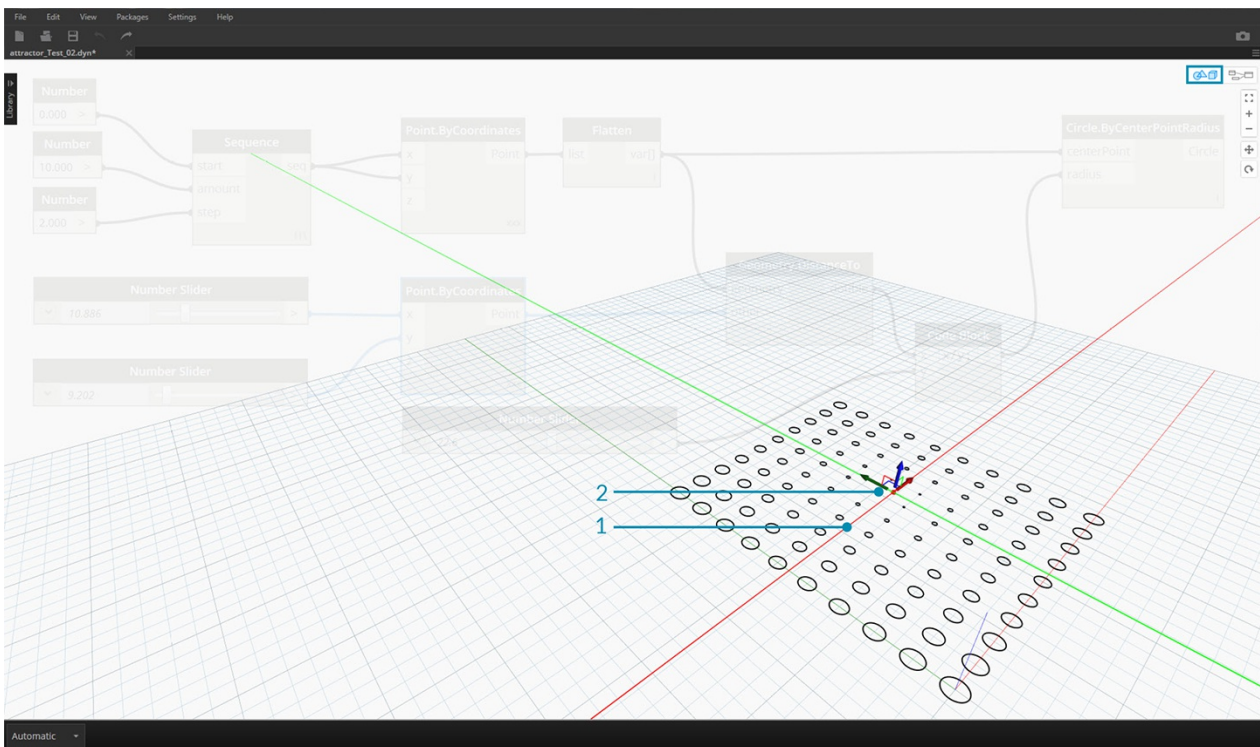 File Edit View Packages Settings Help
attractor_Test_02.dyn*
Library
Number
0.000
Number
10.000
Number
2.000
Sequence
start seq
amount
step
Point.ByCoordinates
x Point
y
z
Flatten
list var[]
Circle.ByCenterPointRadius
centerPoint Circle
radius
Number Slider
10.886
Point.ByCoordinates
x Point
y
Number Slider
9.202
2
1
Automatic